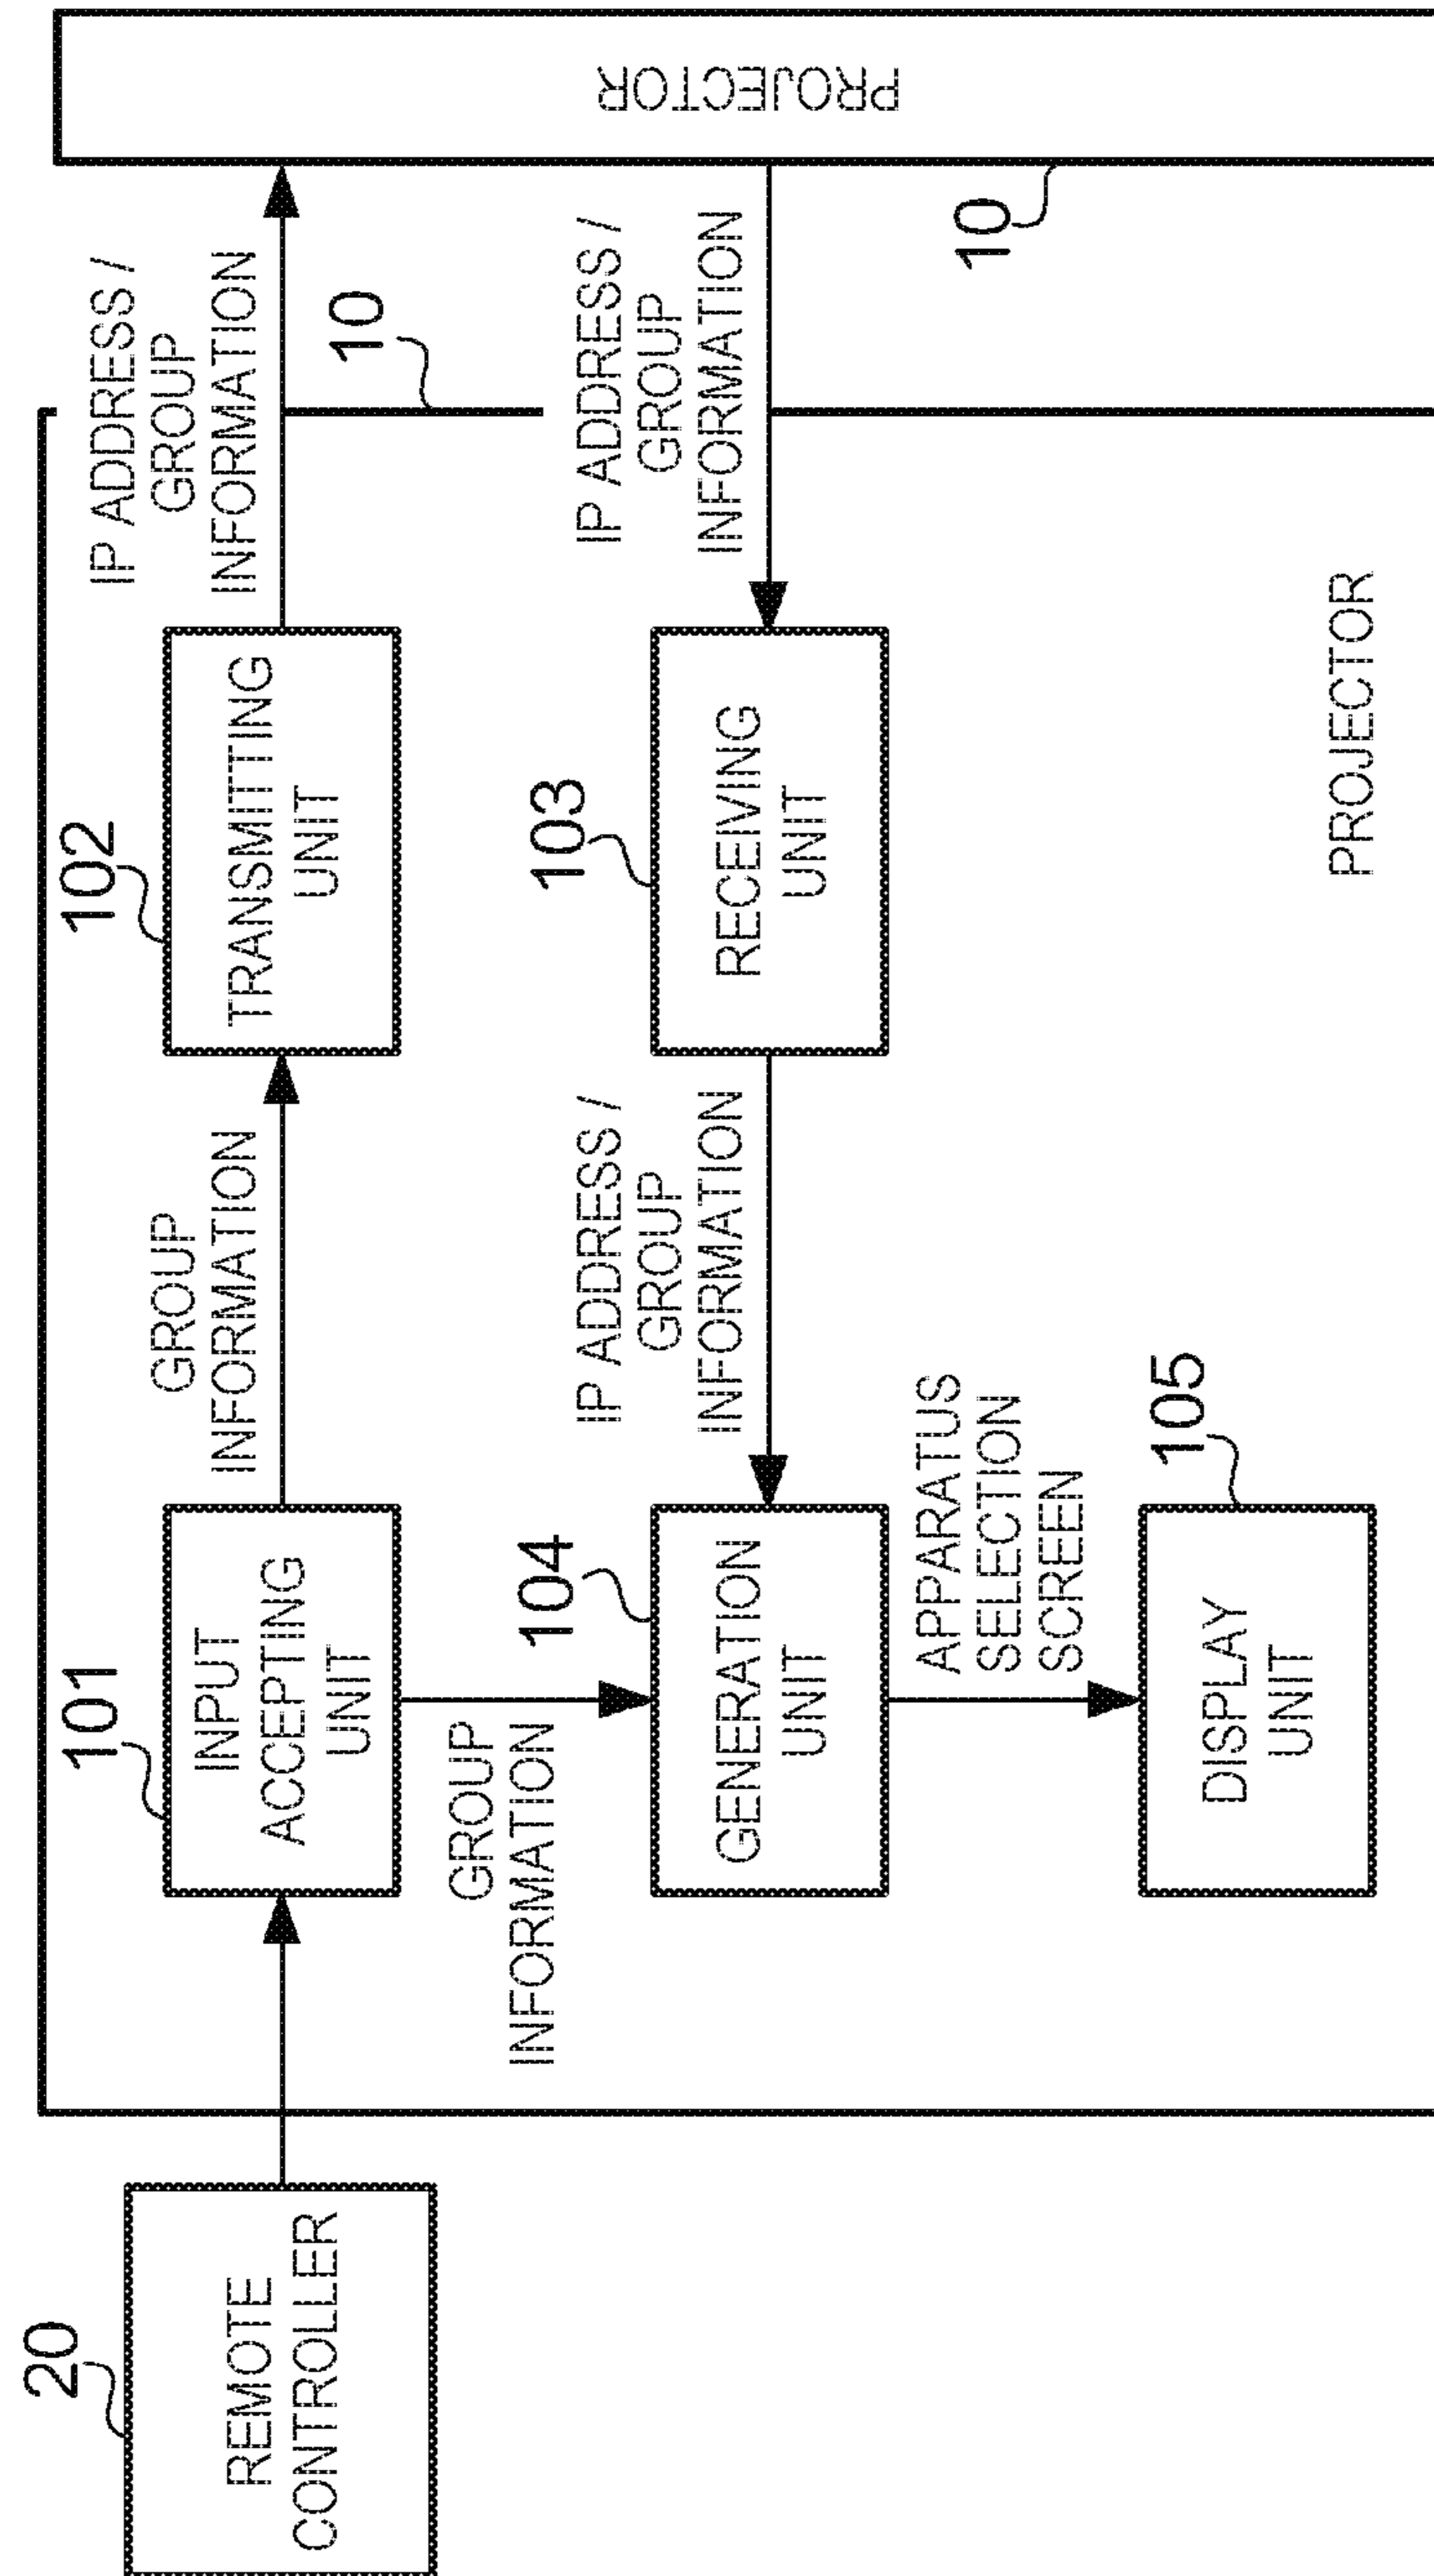 20
REMOTE
CONTROLLER
101
INPUT
ACCEPTING
UNIT
GROUP
INFORMATION
102
TRANSMITTING
UNIT
IP ADDRESS /
GROUP
INFORMATION
10
PROJECTOR
10
GROUP
INFORMATION
104
GENERATION
UNIT
IP ADDRESS /
GROUP
INFORMATION
103
RECEIVING
UNIT
IP ADDRESS /
GROUP
INFORMATION
APPARATUS
SELECTION
SCREEN
105
DISPLAY
UNIT
PROJECTOR